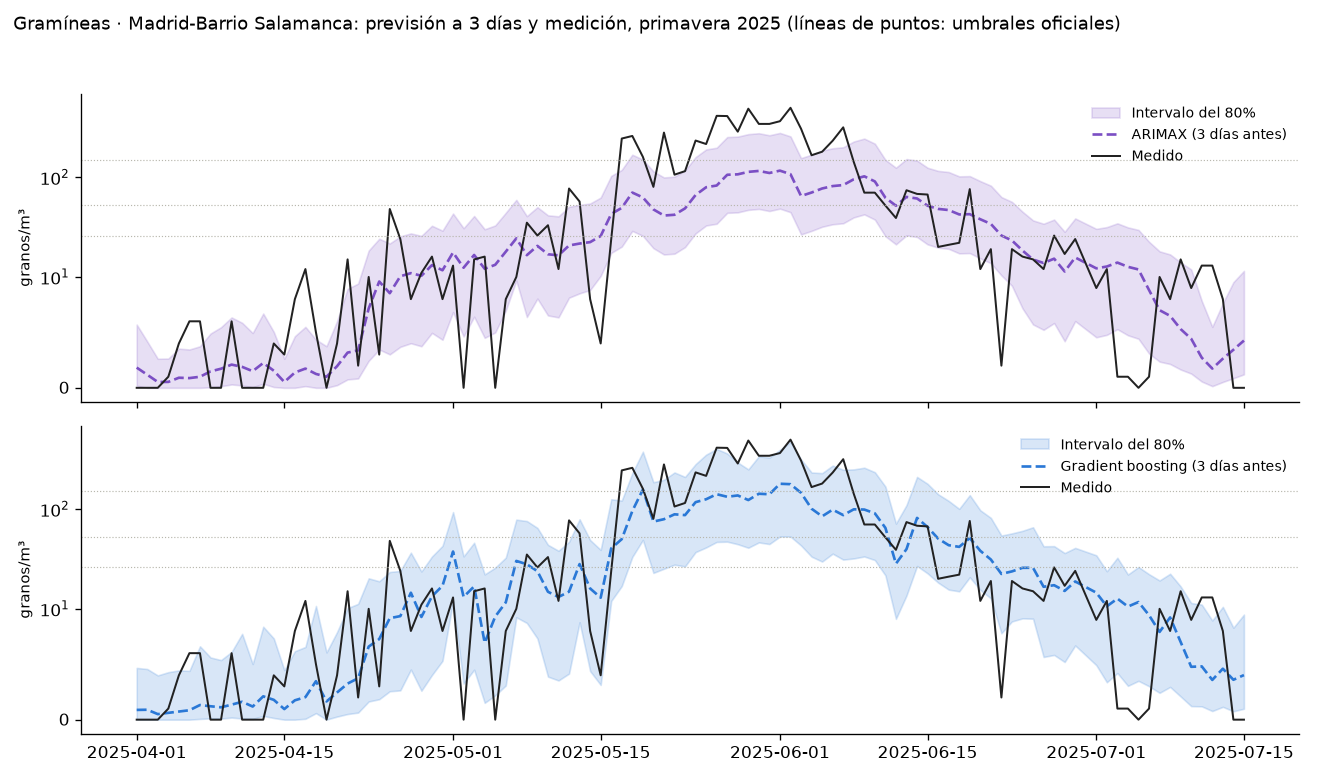 Gramíneas · Madrid-Barrio Salamanca: previsión a 3 días y medición, primavera 2025 (líneas de puntos: umbrales oficiales)
Intervalo del 80%
ARIMAX (3 días antes)
Medido
granos/m³
10²
10¹
0
Intervalo del 80%
Gradient boosting (3 días antes)
Medido
granos/m³
10²
10¹
0
2025-04-01
2025-04-15
2025-05-01
2025-05-15
2025-06-01
2025-06-15
2025-07-01
2025-07-15